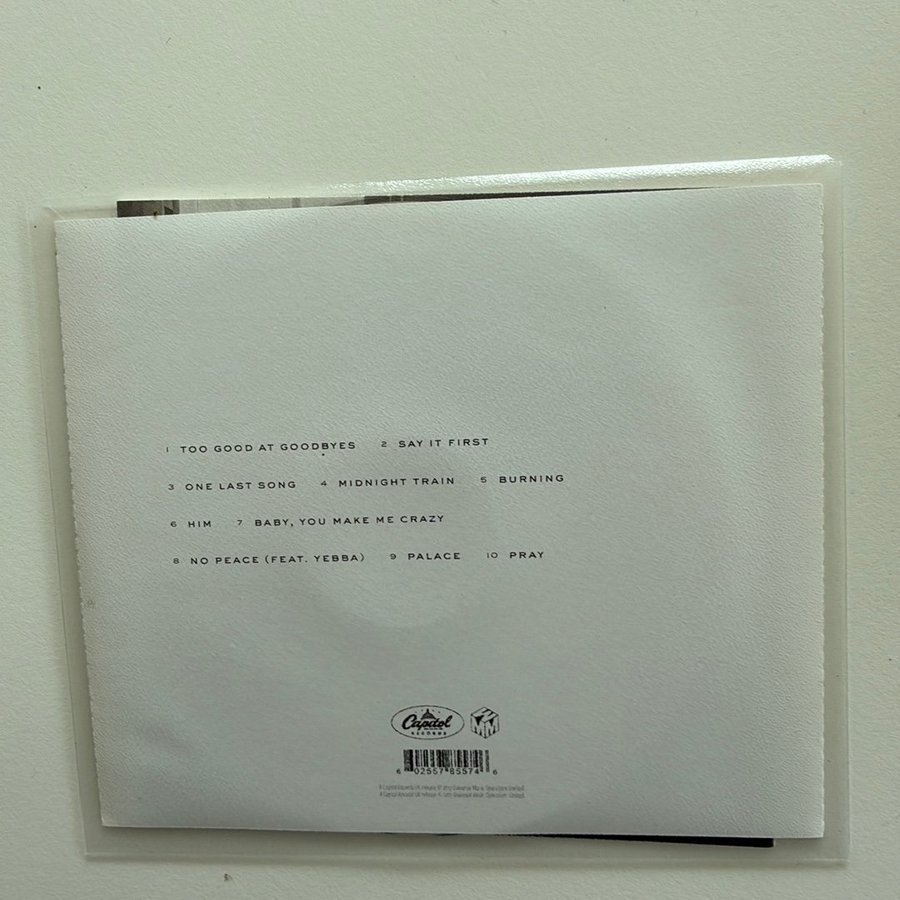 1 TOO GOOD AT GOODBYES 2 SAY IT FIRST
3 ONE LAST SONG 4 MIDNIGHT TRAIN 5 BURNING
6 HIM 7 BABY, YOU MAKE ME CRAZY
8 NO PEACE (FEAT. YEBBA) 9 PALACE 10 PRAY
Capitol
RECORDS
6 02557 85574 6